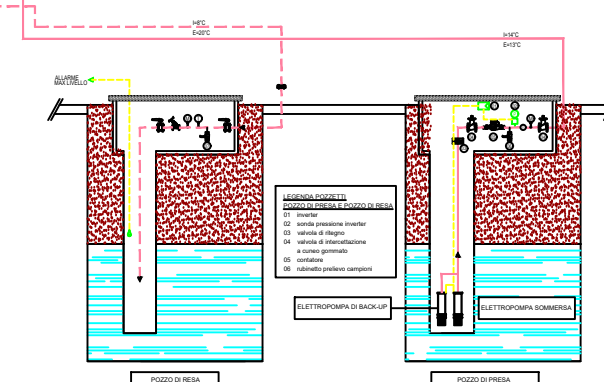 I=8°C
E=20°C
I=14°C
E=13°C
ALLARME
MAX LIVELLO
LEGENDA POZZETTI
POZZO DI PRESA E POZZO DI RESA
01 inverter
02 sonda pressione inverter
03 valvola di ritegno
04 valvola di intercettazione
a cuneo gommato
05 contatore
06 rubinetto prelievo campioni
ELETTROPOMPA DI BACK-UP
ELETTROPOMPA SOMMERSA
POZZO DI RESA
POZZO DI PRESA